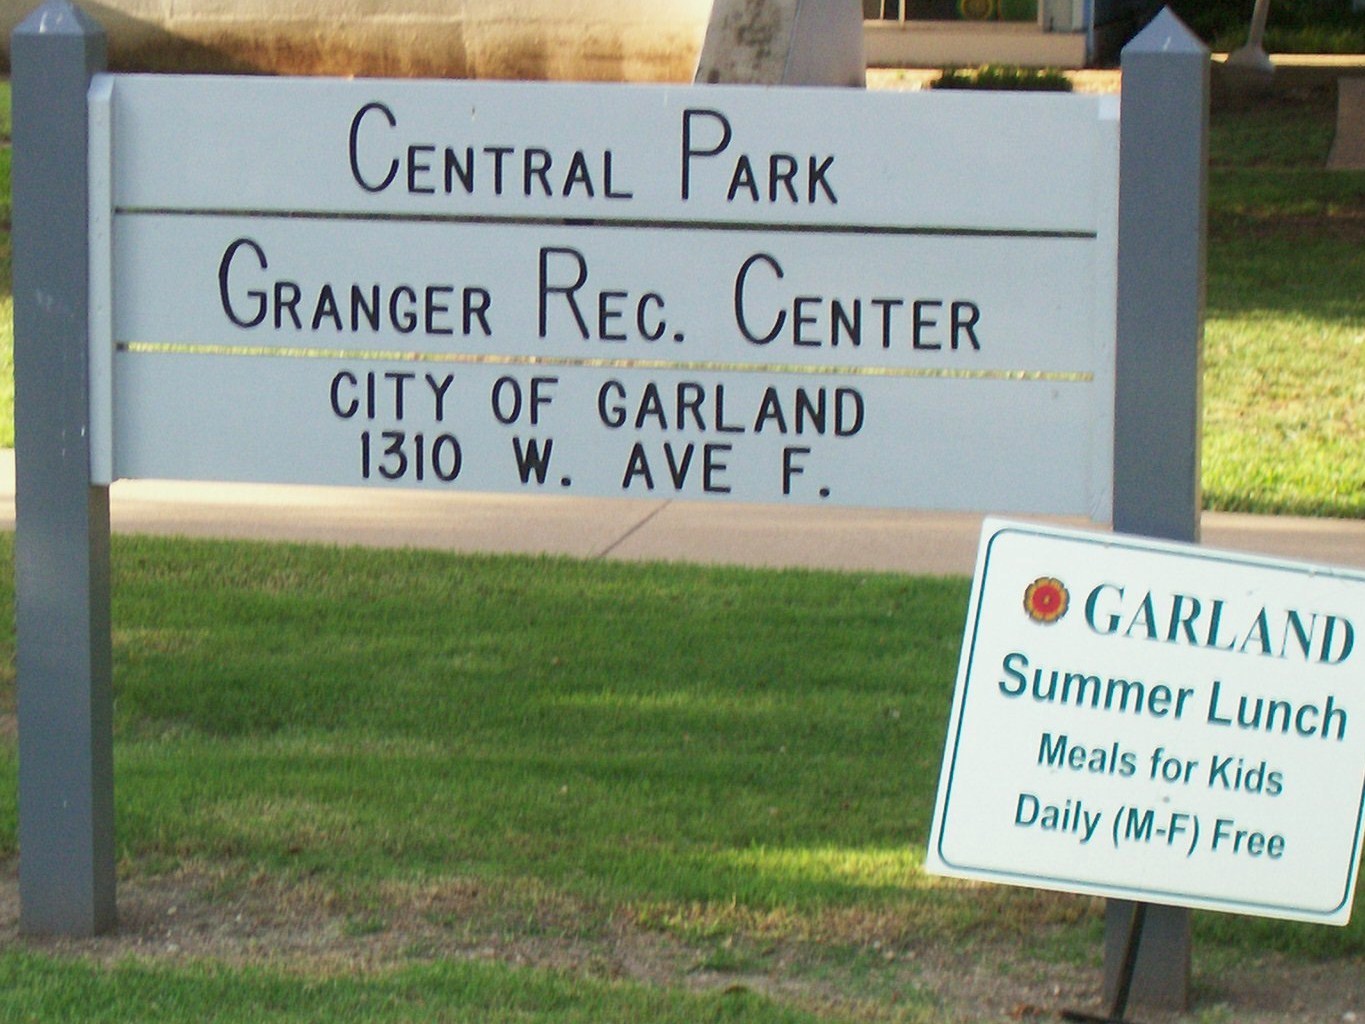 CENTRAL PARK
GRANGER REC. CENTER
CITY OF GARLAND
1310 W. AVE F.
GARLAND
Summer Lunch
Meals for Kids
Daily (M-F) Free